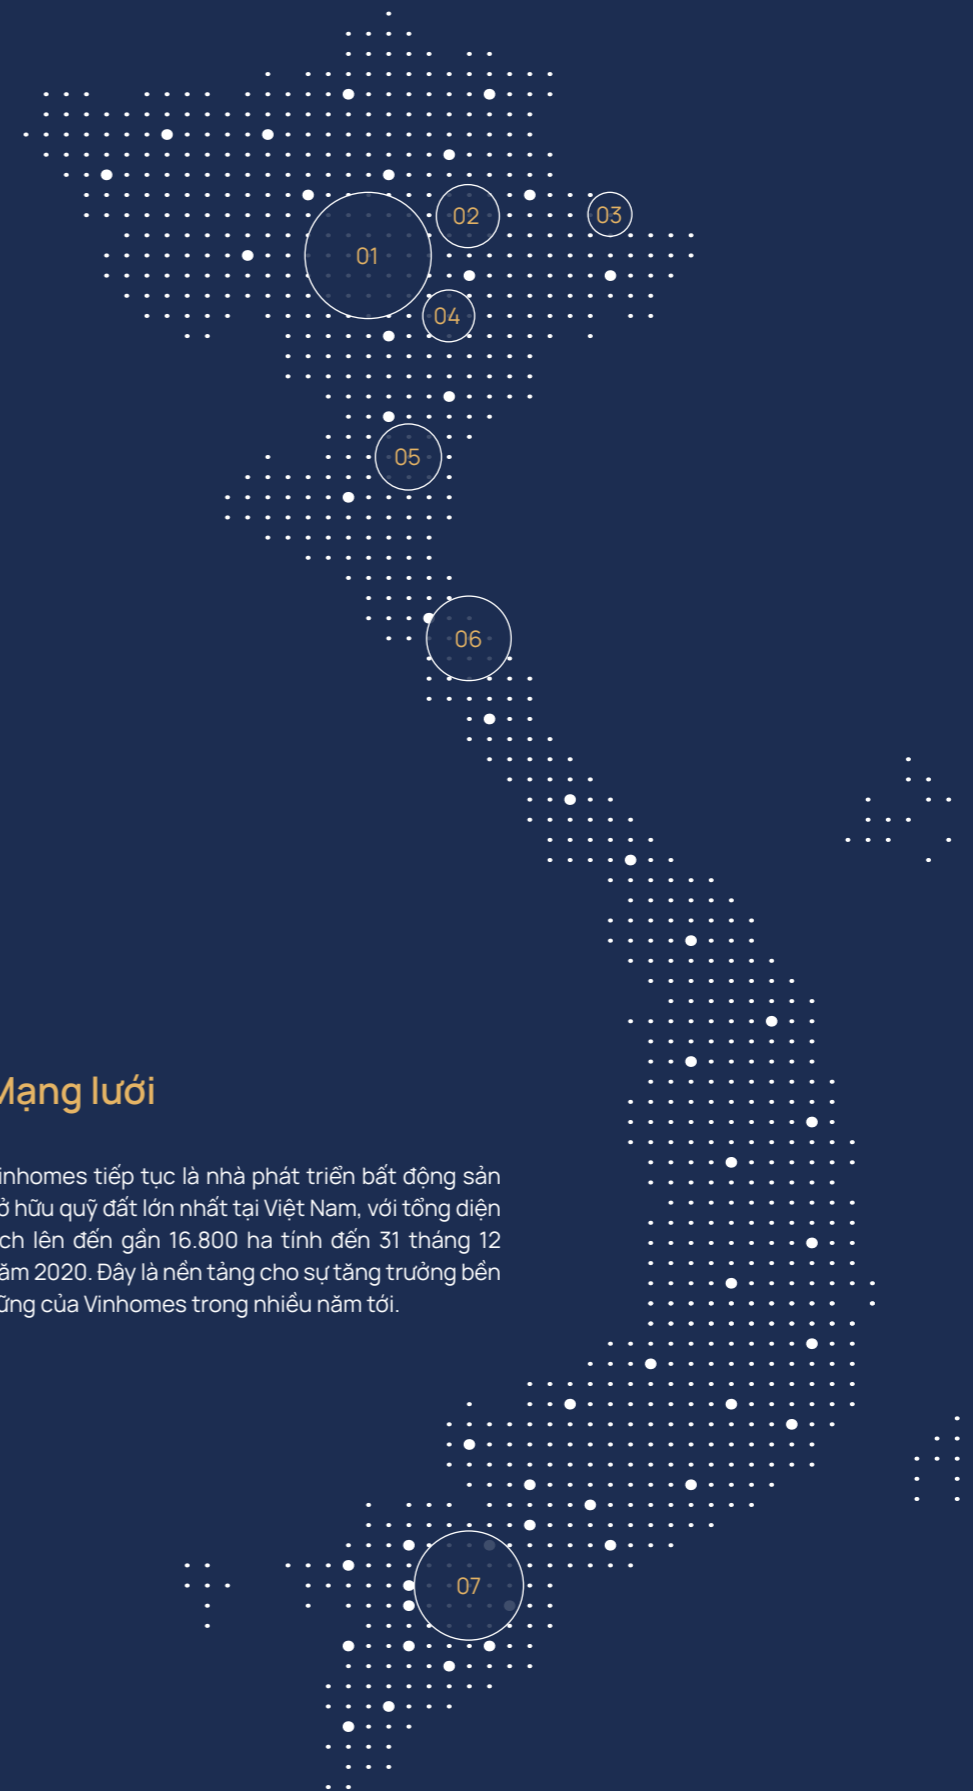 02
03
01
04
05
06
Mạng lưới
inhomes tiếp tục là nhà phát triển bất động sản
ở hữu quỹ đất lớn nhất tại Việt Nam, với tổng diện
ch lên đến gần 16.800 ha tính đến 31 tháng 12
ăm 2020. Đây là nền tảng cho sự tăng trưởng bền
ững của Vinhomes trong nhiều năm tới.
07